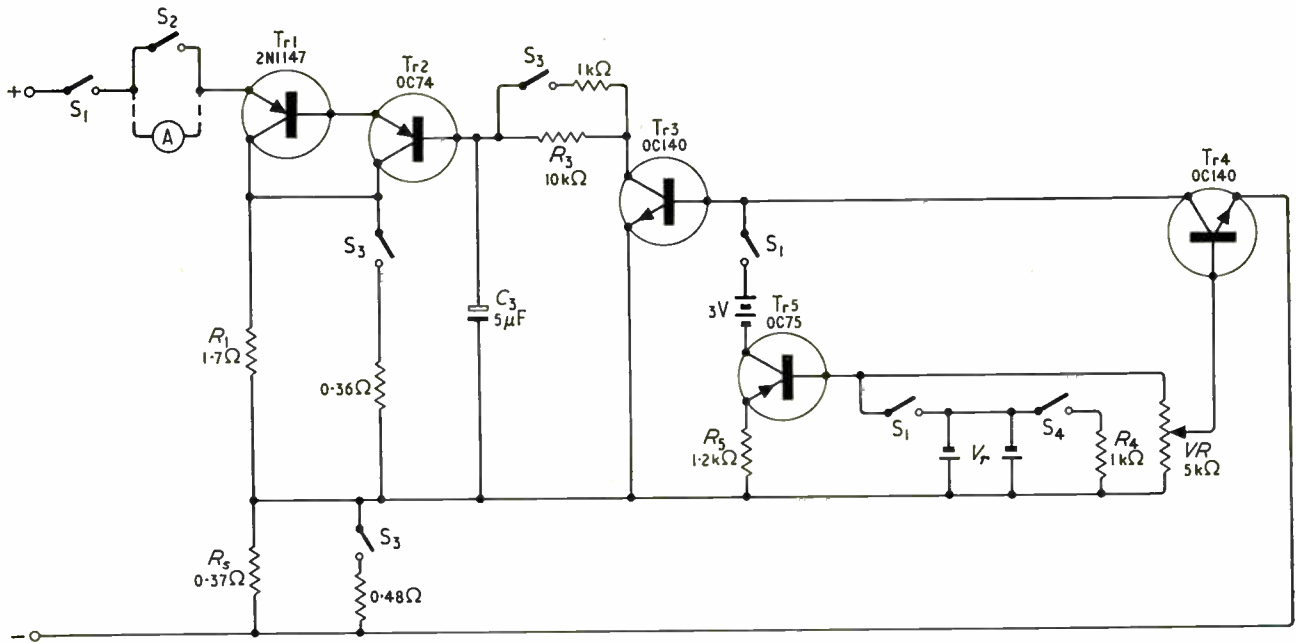 S2
Tr1
2N1147
Tr2
OC74
S3
1kΩ
+
S1
A
R3
10kΩ
Tr3
OC140
Tr4
OC140
S3
S1
C3
5μF
3V
Tr5
OC75
R1
1·7Ω
0·36Ω
S1
Vr
S4
R4
1kΩ
VR
5kΩ
R5
1·2kΩ
S3
Rs
0·37Ω
0·48Ω
−